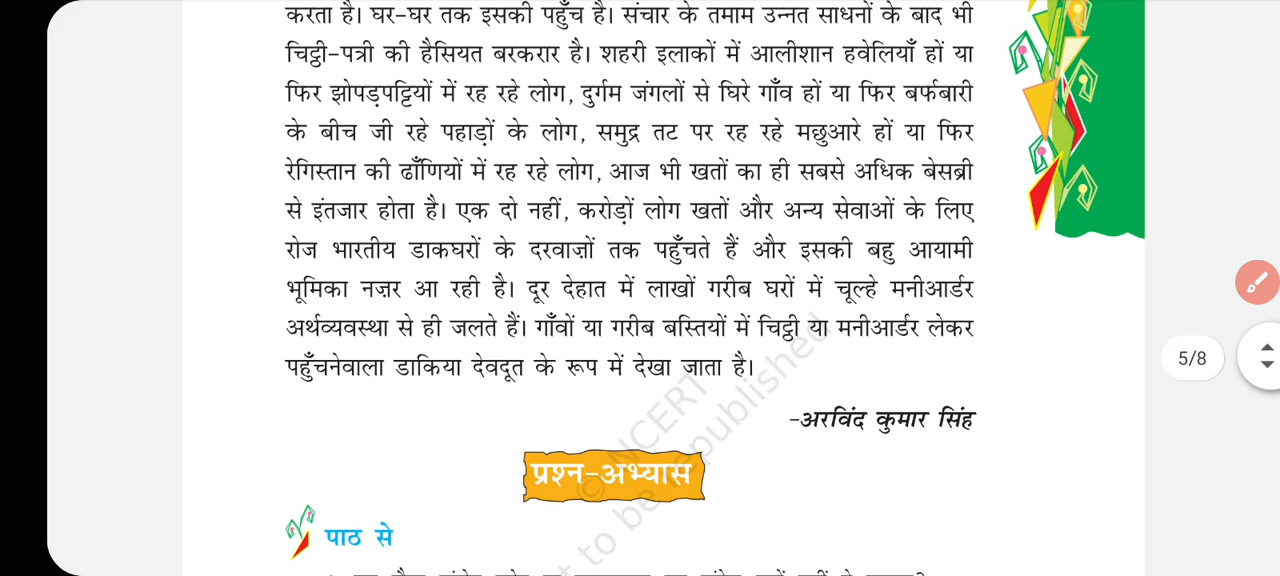 करता है। घर-घर तक इसकी पहुँच है। संचार के तमाम उन्नत साधनों के बाद भी
चिट्ठी-पत्री की हैसियत बरकरार है। शहरी इलाकों में आलीशान हवेलियाँ हों या
फिर झोपड़पट्टियों में रह रहे लोग, दुर्गम जंगलों से घिरे गाँव हों या फिर बर्फबारी
के बीच जी रहे पहाड़ों के लोग, समुद्र तट पर रह रहे मछुआरे हों या फिर
रेगिस्तान की ढाँणियों में रह रहे लोग, आज भी खतों का ही सबसे अधिक बेसब्री
से इंतजार होता है। एक दो नहीं, करोड़ों लोग खतों और अन्य सेवाओं के लिए
रोज भारतीय डाकघरों के दरवाज़ों तक पहुँचते हैं और इसकी बहु आयामी
भूमिका नज़र आ रही है। दूर देहात में लाखों गरीब घरों में चूल्हे मनीआर्डर
अर्थव्यवस्था से ही जलते हैं। गाँवों या गरीब बस्तियों में चिट्ठी या मनीआर्डर लेकर
पहुँचनेवाला डाकिया देवदूत के रूप में देखा जाता है।
-अरविंद कुमार सिंह
प्रश्न-अभ्यास
पाठ से
5/8
© NCERT
to be republished